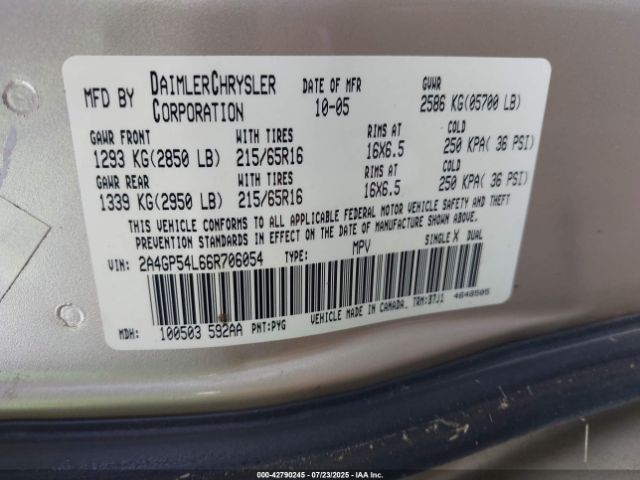 MFD BY DAIMLERCHRYSLER CORPORATION DATE OF MFR 10-05 GVWR 2586 KG(05700 LB)
GAWR FRONT WITH TIRES RIMS AT COLD
1293 KG(2850 LB) 215/65R16 16X6.5 250 KPA( 36 PSI)
GAWR REAR WITH TIRES RIMS AT COLD
1339 KG(2950 LB) 215/65R16 16X6.5 250 KPA( 36 PSI)
THIS VEHICLE CONFORMS TO ALL APPLICABLE FEDERAL MOTOR VEHICLE SAFETY AND THEFT
PREVENTION STANDARDS IN EFFECT ON THE DATE OF MANUFACTURE SHOWN ABOVE.
VIN: 2A4GP54L66R706054 TYPE: MPV SINGLE X DUAL
MDH: 100503 592AA PNT:PYG VEHICLE MADE IN CANADA. TRM:37J1 4648505
000-42790245 - 07/23/2025 - IAAI.COM